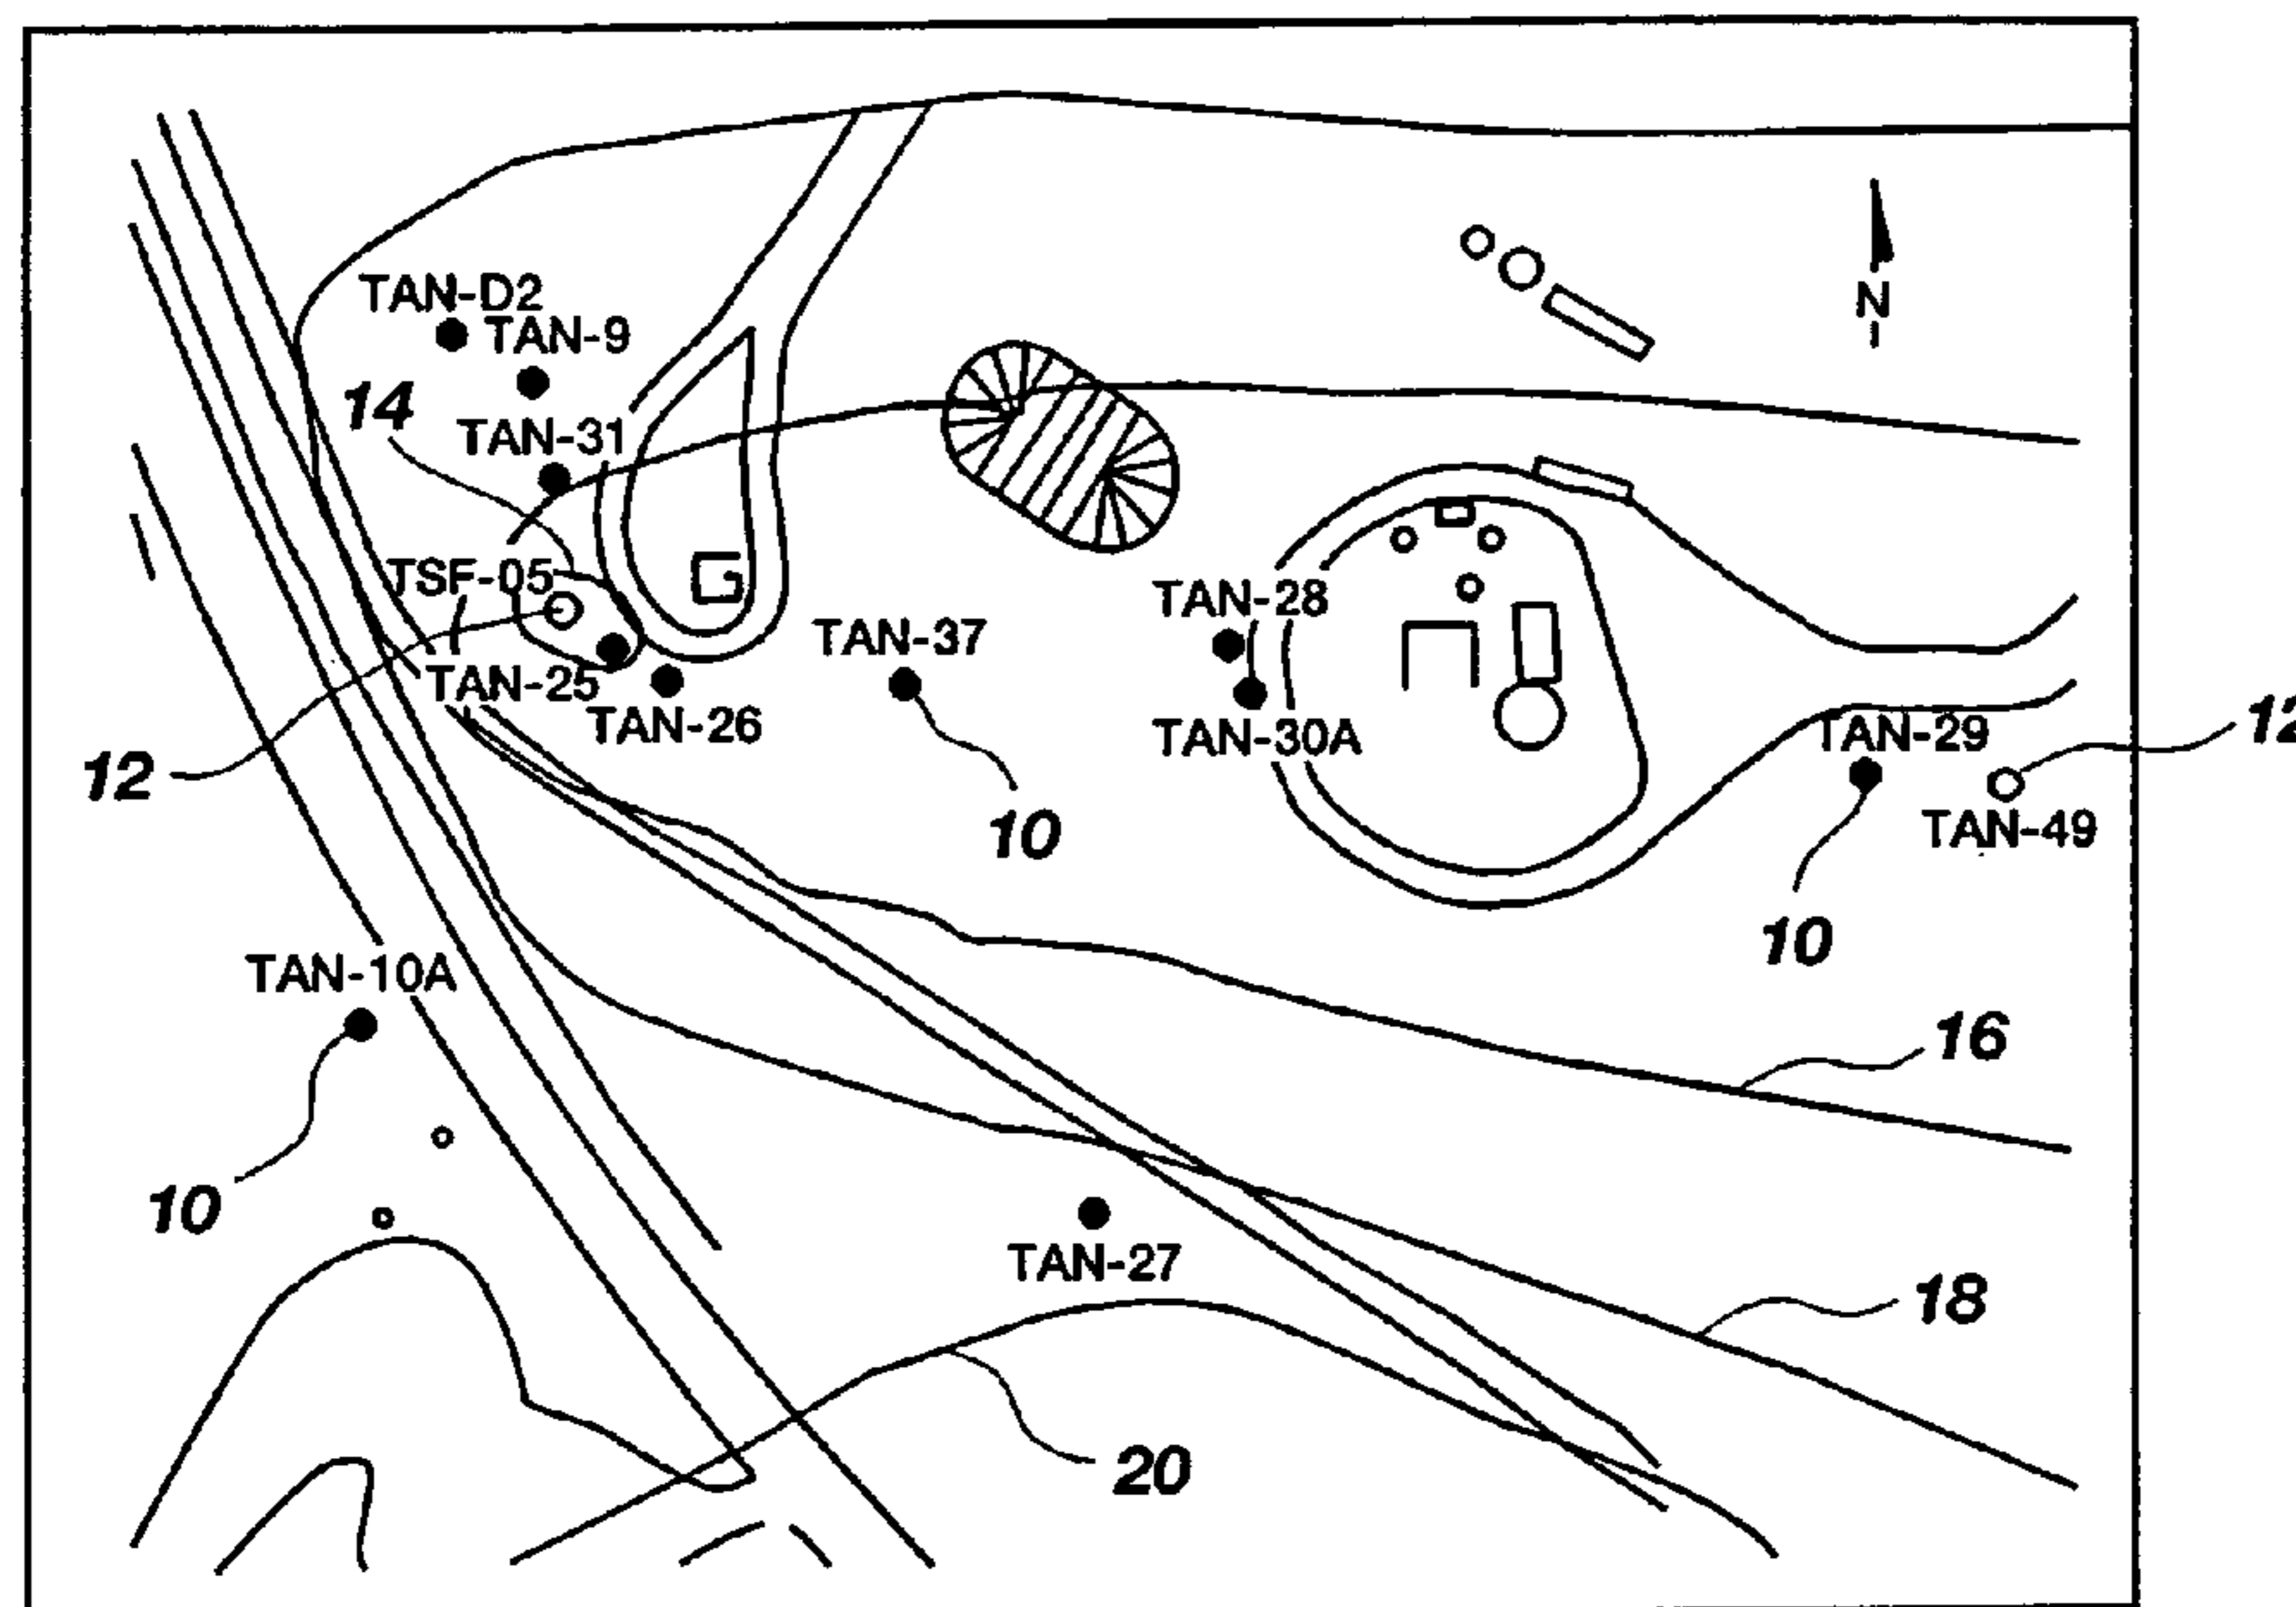 TAN-D2
N
TAN-9
14
TAN-31
TSF-05
TAN-28
TAN-37
TAN-25
TAN-26
TAN-30A
TAN-29
12
12
10
TAN-49
10
TAN-10A
16
10
TAN-27
18
20